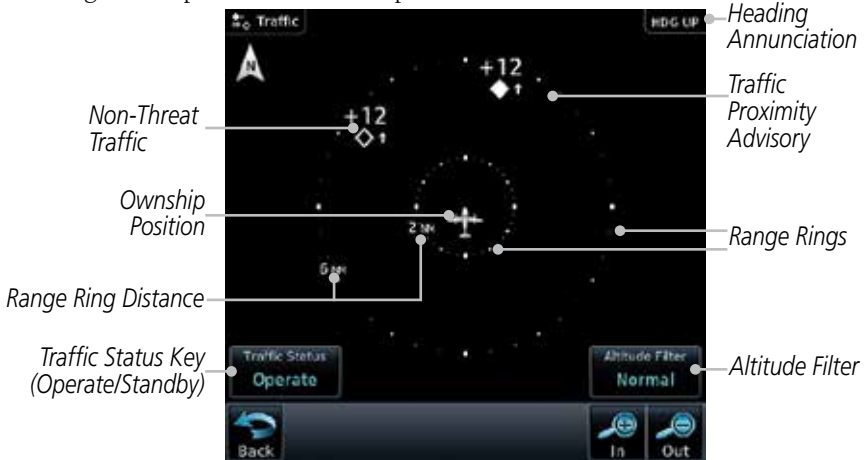 Traffic
HDG UP
Heading
Annunciation
N
+12
Traffic
Proximity
Advisory
Non-Threat
Traffic
+12
Ownship
Position
2 NM
Range Rings
6 NM
Range Ring Distance
Traffic Status Key
(Operate/Standby)
Traffic Status
Operate
Altitude Filter
Normal
Altitude Filter
Back
In
Out